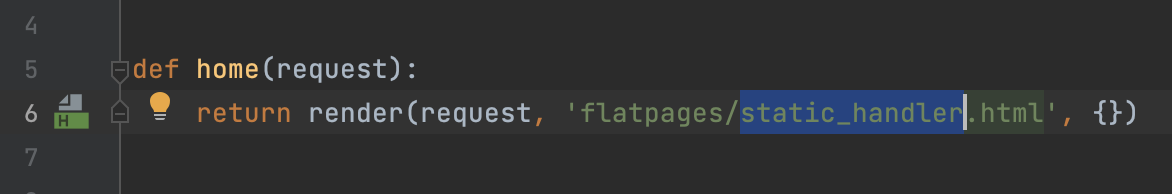 4
5 def home(request):
H
6 return render(request, 'flatpages/static_handler.html', {})
7